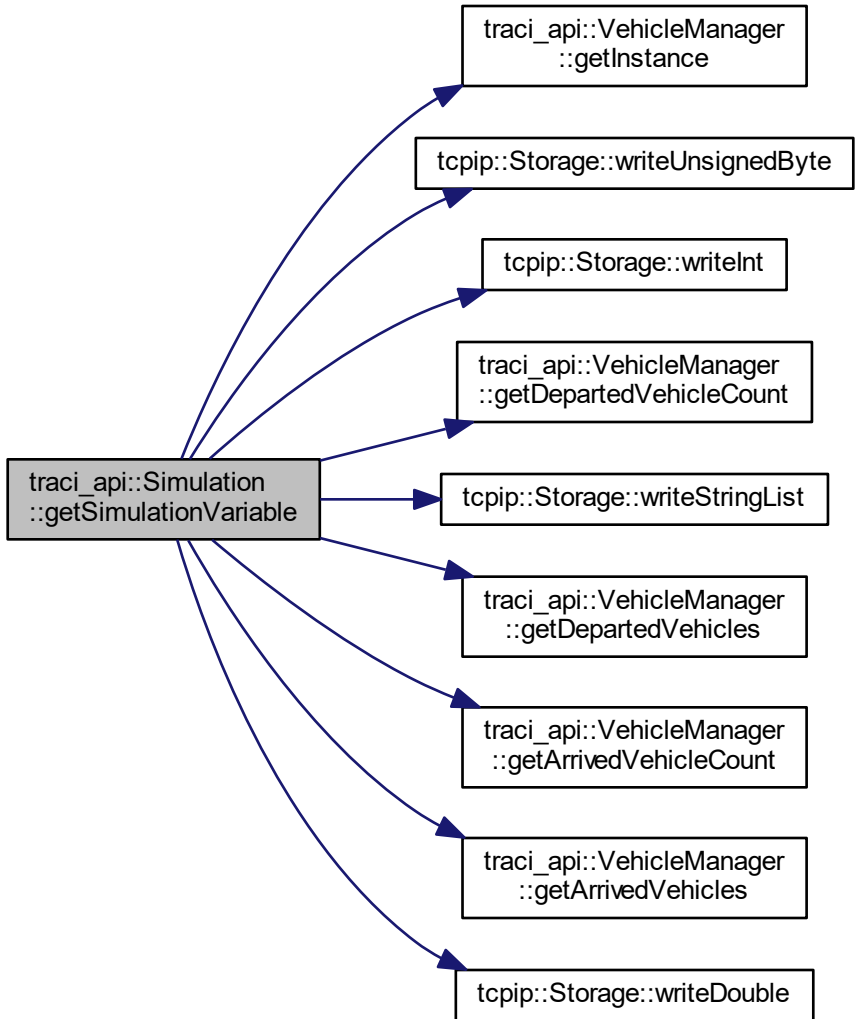 traci_api::VehicleManager
::getInstance
tcpip::Storage::writeUnsignedByte
tcpip::Storage::writeInt
traci_api::VehicleManager
::getDepartedVehicleCount
traci_api::Simulation
::getSimulationVariable
tcpip::Storage::writeStringList
traci_api::VehicleManager
::getDepartedVehicles
traci_api::VehicleManager
::getArrivedVehicleCount
traci_api::VehicleManager
::getArrivedVehicles
tcpip::Storage::writeDouble